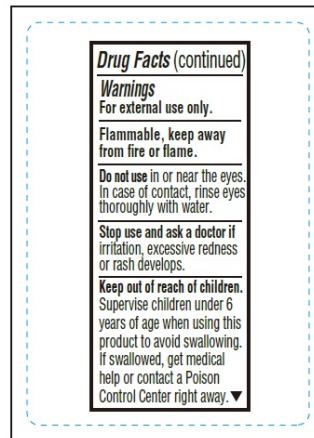 Drug Facts (continued)
Warnings
For external use only.
Flammable, keep away
from fire or flame.
Do not use in or near the eyes.
In case of contact, rinse eyes
thoroughly with water.
Stop use and ask a doctor if
irritation, excessive redness
or rash develops.
Keep out of reach of children.
Supervise children under 6
years of age when using this
product to avoid swallowing.
If swallowed, get medical
help or contact a Poison
Control Center right away.▼